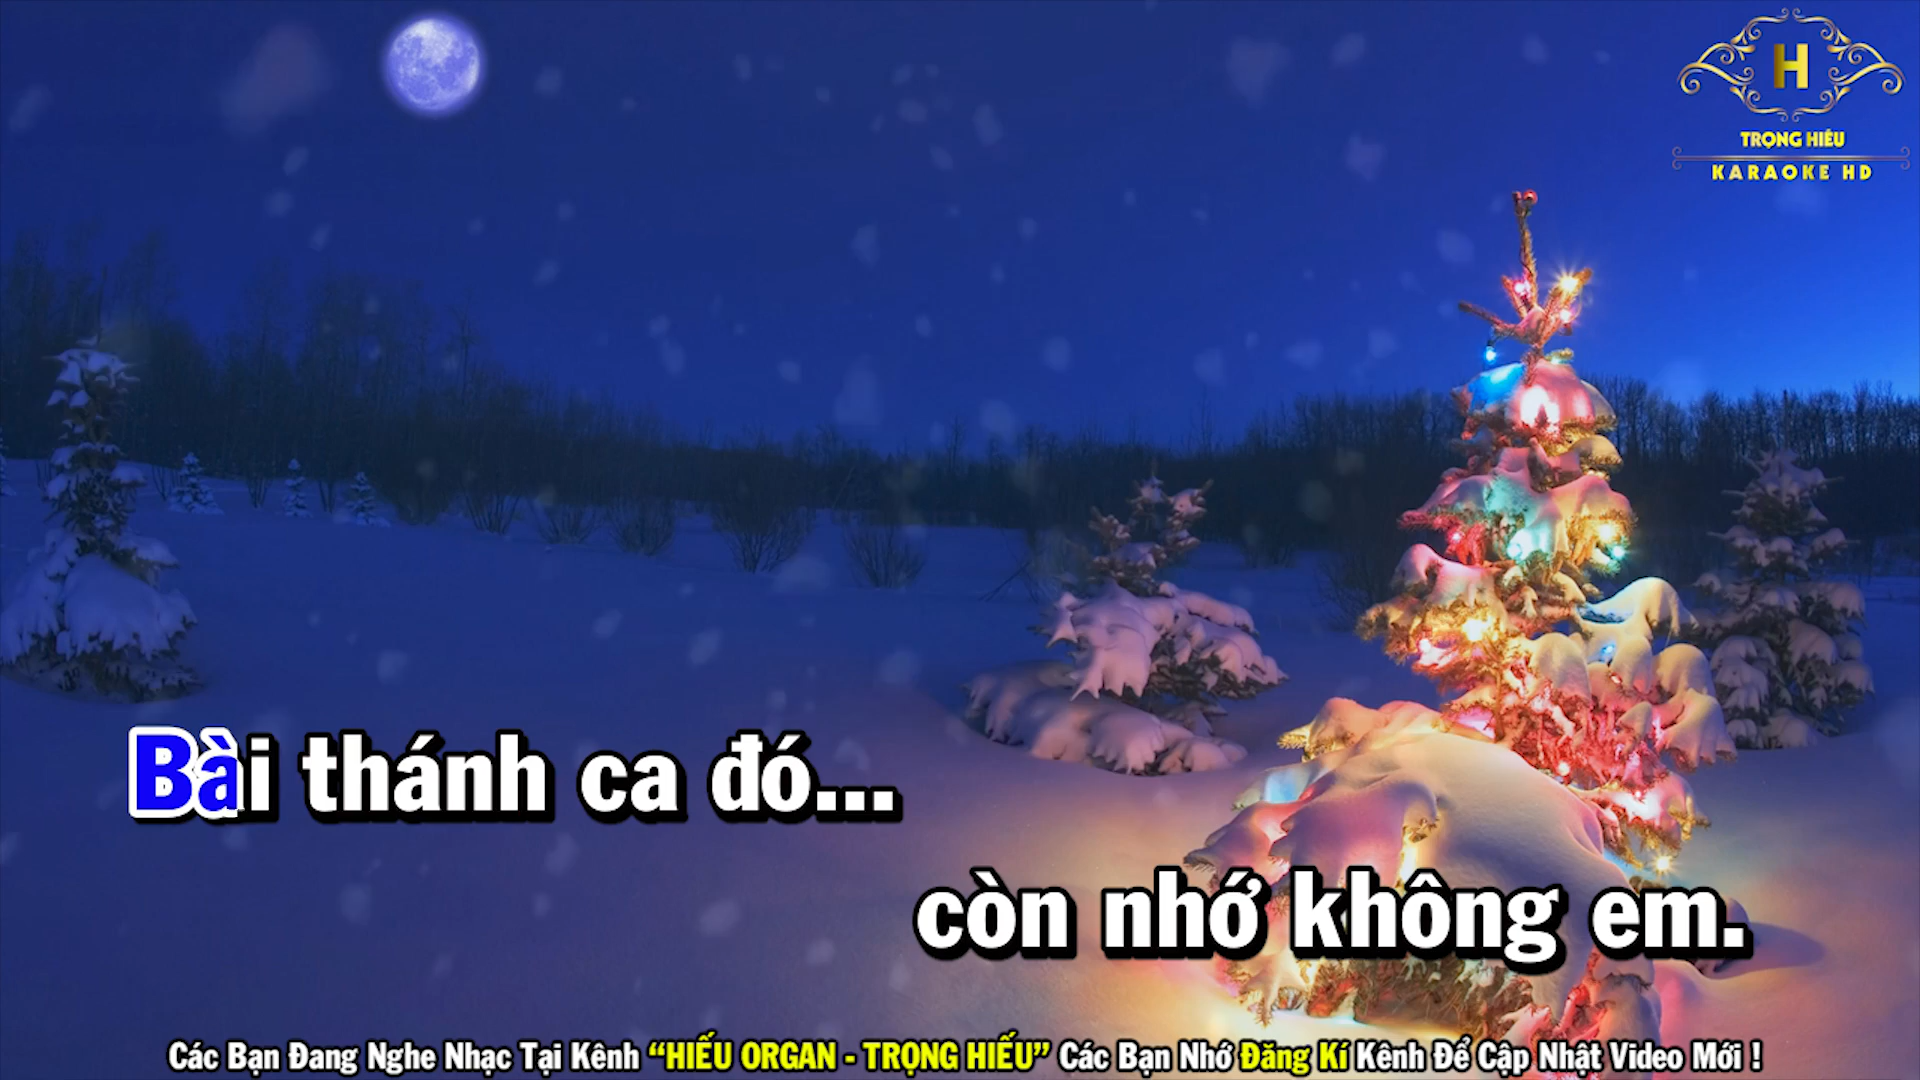 H
TRỌNG HIẾU
KARAOKE HD
Bài thánh ca đó...
còn nhớ không em.
Các Bạn Đang Nghe Nhạc Tại Kênh “HIẾU ORGAN - TRỌNG HIẾU” Các Bạn Nhớ Đăng Kí Kênh Để Cập Nhật Video Mới !